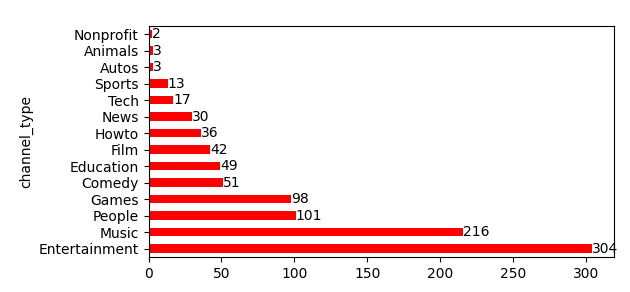 Nonprofit 2
Animals 3
Autos 3
Sports 13
Tech 17
News 30
Howto 36
Film 42
Education 49
Comedy 51
Games 98
People 101
Music 216
Entertainment 304
channel_type
0 50 100 150 200 250 300